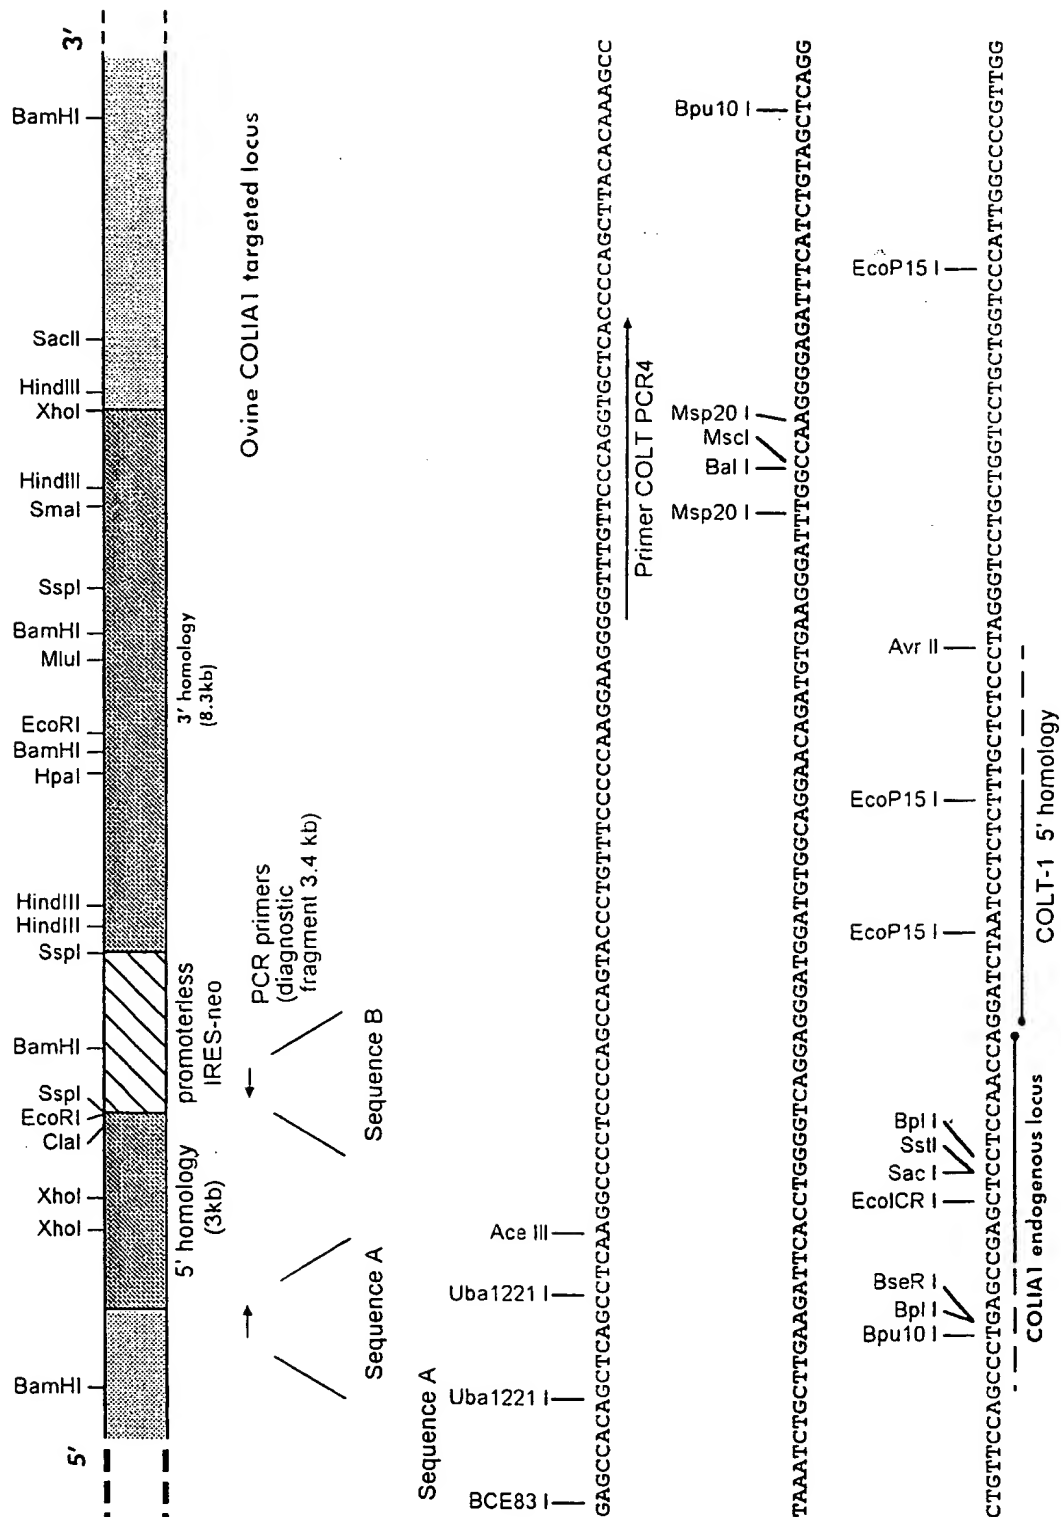 5'
3'
BamHI
XhoI
XhoI
ClaI
EcoRI
SspI
BamHI
SspI
HindIII
HindIII
HpaI
BamHI
EcoRI
MluI
BamHI
SspI
SmaI
HindIII
XhoI
HindIII
SacII
BamHI
5' homology
(3kb)
promoterless
IRES-neo
3' homology
(8.3kb)
Ovine COLIA1 targeted locus
PCR primers
(diagnostic
fragment 3.4 kb)
Sequence A
Sequence B
Sequence A
BCE83 I
Uba1221 I
Uba1221 I
Ace III
GAGCCACAGCTCAGCCTCAAGGCCCCTCCCCAGCCAGTACCCTGTTTCCCCCAAGGAAGGGGTTTGTTCCCAGGTGCTCACCCCAGCTTACACAAAGCC
Primer COLT PCR4
Msp20 I
Bal I
MscI
Msp20 I
Bpu10 I
TAAATCTGCTTGAAGATTCACCTGGGGTCAGGAGGGATGGATGTGGCAGGAACAGATGTGAAGGGATTTGGCCAAGGGGAGATTTCATCTGTAGCTCAGG
Bpu10 I
Bpl I
BseR I
EcoICR I
Sac I
SstI
Bpl I
EcoP15 I
EcoP15 I
Avr II
EcoP15 I
CTGTTCCAGCCCTGAGCCGAGCTCCTCCAACCAGGATCTAATCCTCTCTTTGCTCTCCCTAGGGTCCTGCTGGTCCTGCTGGTCCCATTGGCCCCGTTGG
COLIA1 endogenous locus
COLT-1 5' homology